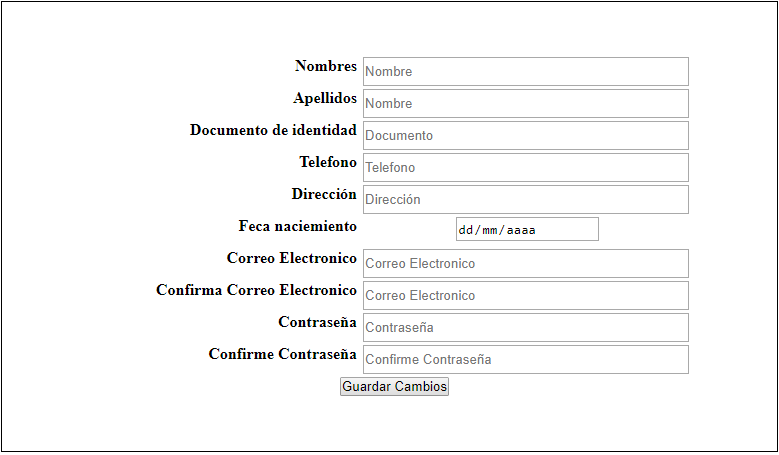 Nombres Nombre
Apellidos Nombre
Documento de identidad Documento
Telefono Telefono
Dirección Dirección
Feca naciemiento dd/mm/aaaa
Correo Electronico Correo Electronico
Confirma Correo Electronico Correo Electronico
Contraseña Contraseña
Confirme Contraseña Confirme Contraseña
Guardar Cambios